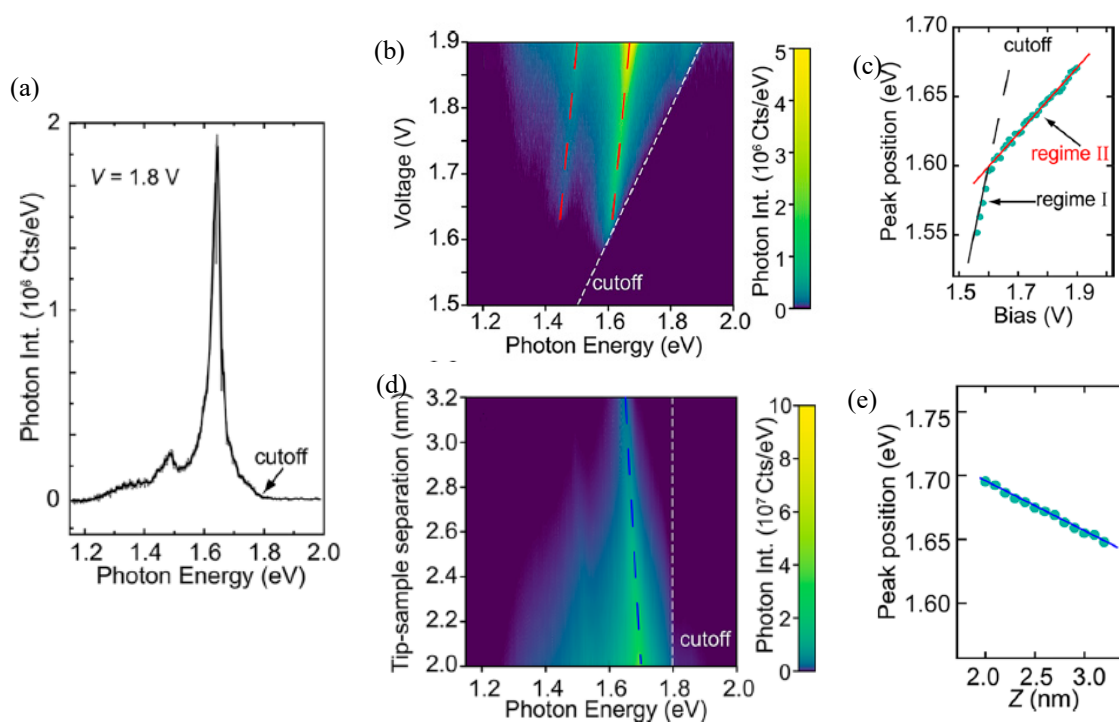 (a)
2
1
0
Photon Int. (10⁶ Cts/eV)
V = 1.8 V
cutoff
1.2 1.4 1.6 1.8 2.0
Photon Energy (eV)
(b)
1.9
1.8
1.7
1.6
1.5
Voltage (V)
cutoff
1.2 1.4 1.6 1.8 2.0
Photon Energy (eV)
5
4
3
2
1
0
Photon Int. (10⁶ Cts/eV)
(c)
1.70
1.65
1.60
1.55
Peak position (eV)
cutoff
regime II
regime I
1.5 1.7 1.9
Bias (V)
(d)
3.2
3.0
2.8
2.6
2.4
2.2
2.0
Tip-sample separation (nm)
cutoff
1.2 1.4 1.6 1.8 2.0
Photon Energy (eV)
10
8
6
4
2
0
Photon Int. (10⁷ Cts/eV)
(e)
1.75
1.70
1.65
1.60
Peak position (eV)
2.0 2.5 3.0
Z (nm)